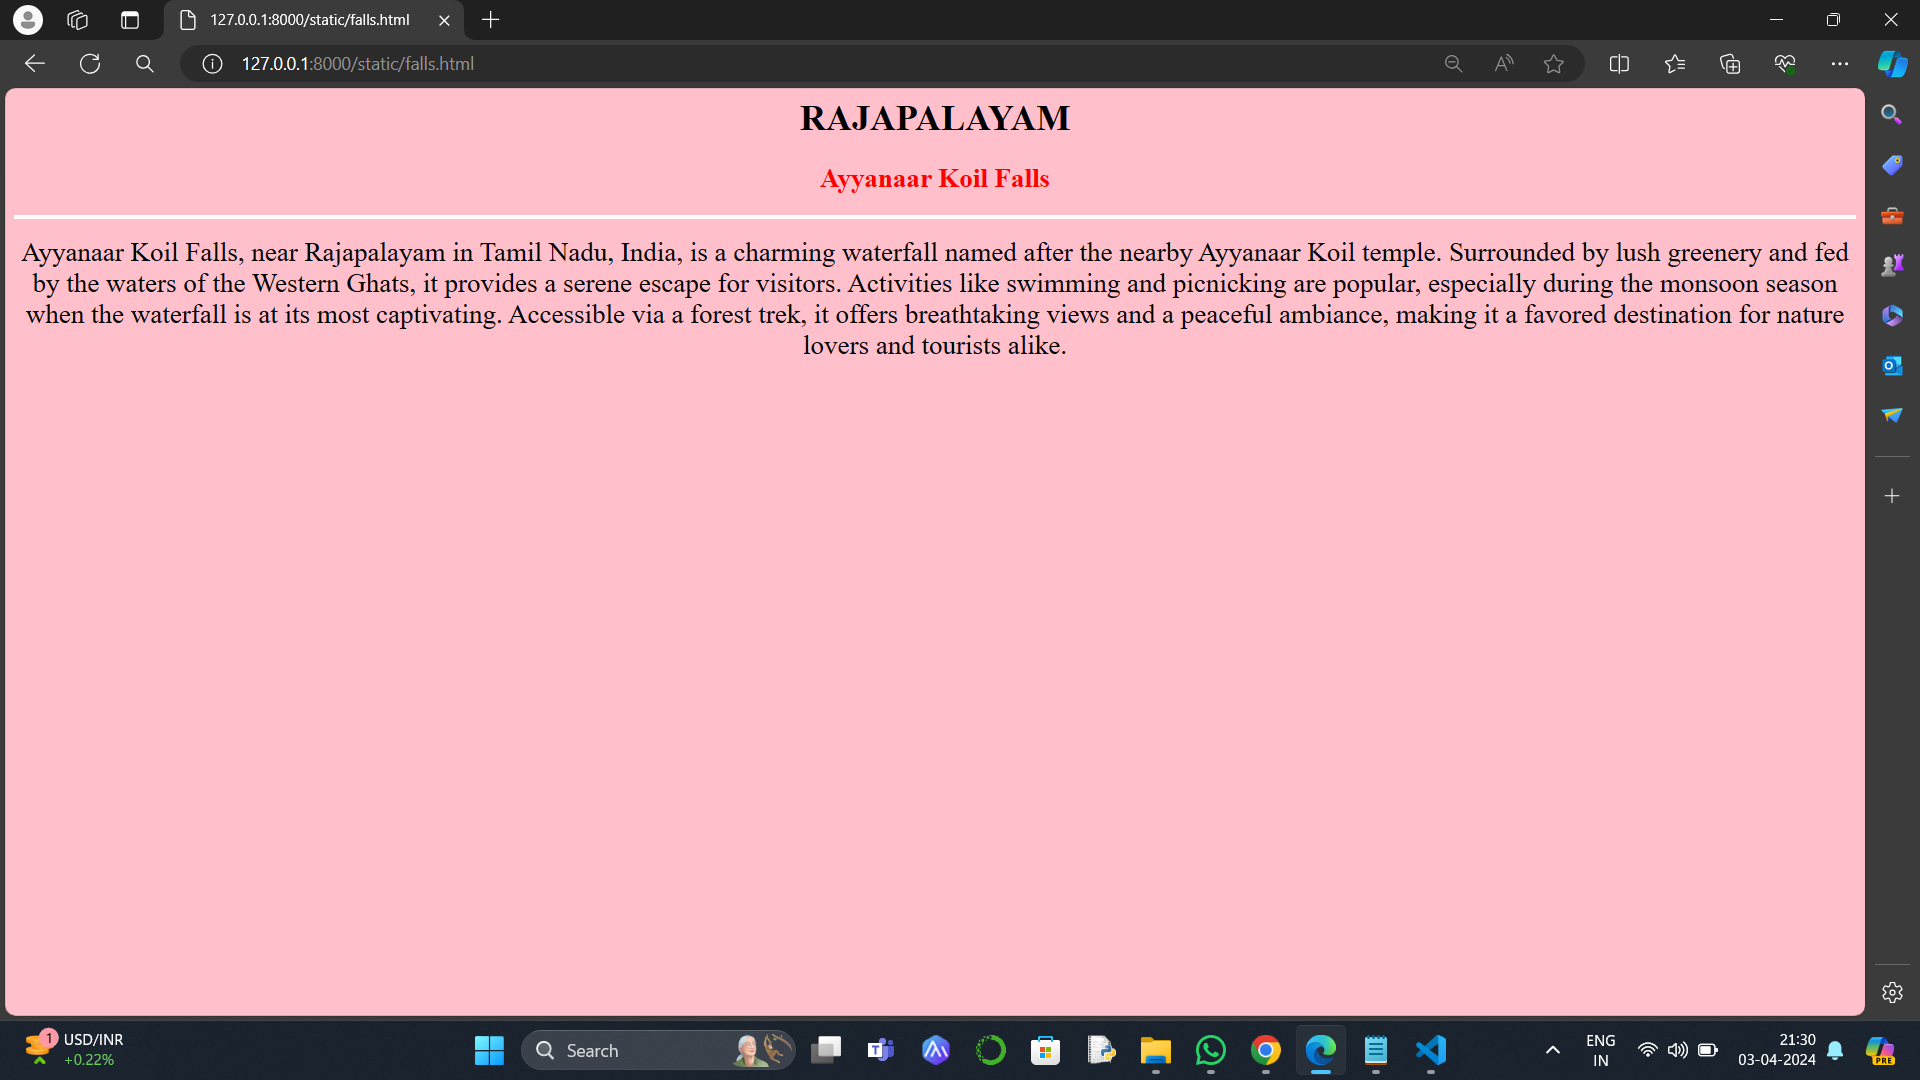 127.0.0.1:8000/static/falls.html
127.0.0.1:8000/static/falls.html
RAJAPALAYAM
Ayyanaar Koil Falls
Ayyanaar Koil Falls, near Rajapalayam in Tamil Nadu, India, is a charming waterfall named after the nearby Ayyanaar Koil temple. Surrounded by lush greenery and fed
by the waters of the Western Ghats, it provides a serene escape for visitors. Activities like swimming and picnicking are popular, especially during the monsoon season
when the waterfall is at its most captivating. Accessible via a forest trek, it offers breathtaking views and a peaceful ambiance, making it a favored destination for nature
lovers and tourists alike.
1
USD/INR
+0.22%
Search
ENG
IN
21:30
03-04-2024
PRE